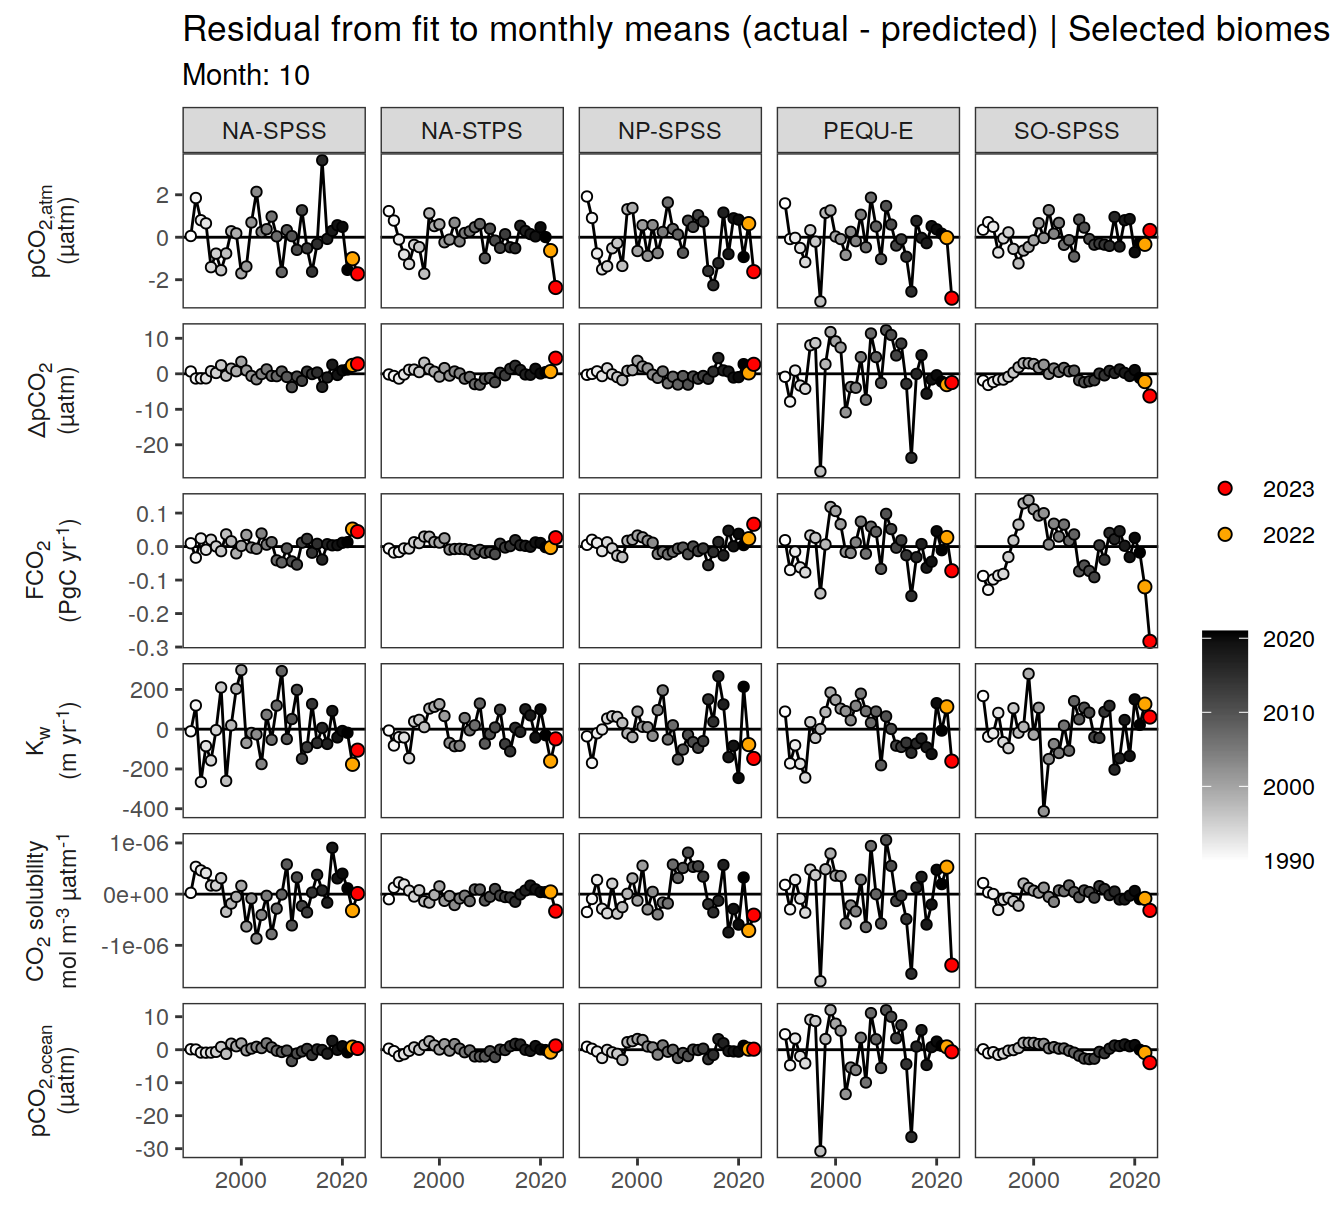 Residual from fit to monthly means (actual - predicted) | Selected biomes
Month: 10
NA-SPSS
NA-STPS
NP-SPSS
PEQU-E
SO-SPSS
pCO2,atm
(µatm)
2
0
-2
ΔpCO2
(µatm)
10
0
-10
-20
FCO2
(PgC yr-1)
0.1
0.0
-0.1
-0.2
-0.3
Kw
(m yr-1)
200
0
-200
-400
CO2 solubility
mol m-3 µatm-1
1e-06
0e+00
-1e-06
pCO2,ocean
(µatm)
10
0
-10
-20
-30
2000 2020
2000 2020
2000 2020
2000 2020
2000 2020
2023
2022
2020
2010
2000
1990